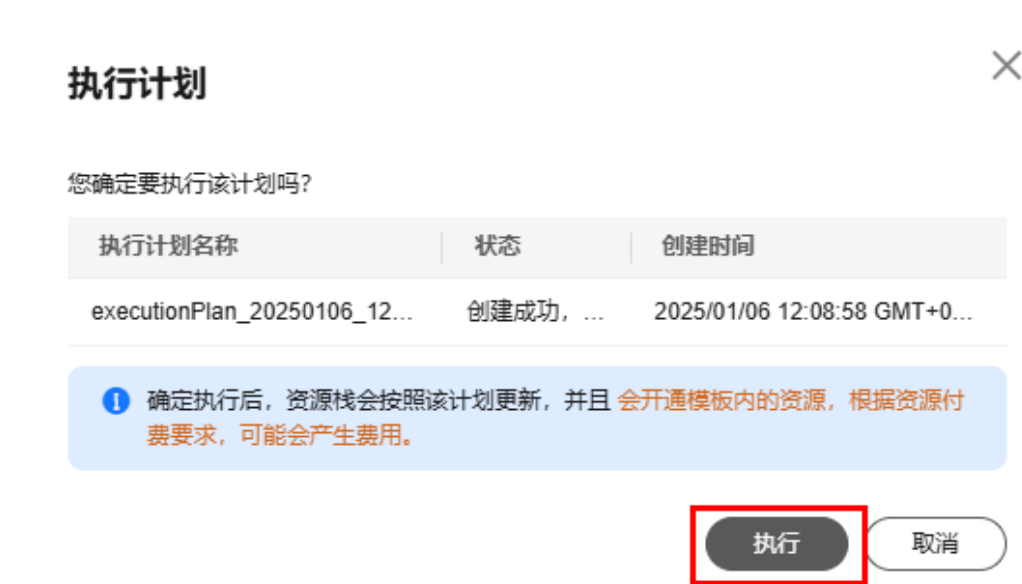 执行计划
您确定要执行该计划吗?
执行计划名称 状态 创建时间
executionPlan_20250106_12... 创建成功，... 2025/01/06 12:08:58 GMT+0...
确定执行后，资源栈会按照该计划更新，并且 会开通模板内的资源，根据资源付
费要求，可能会产生费用。
执行 取消